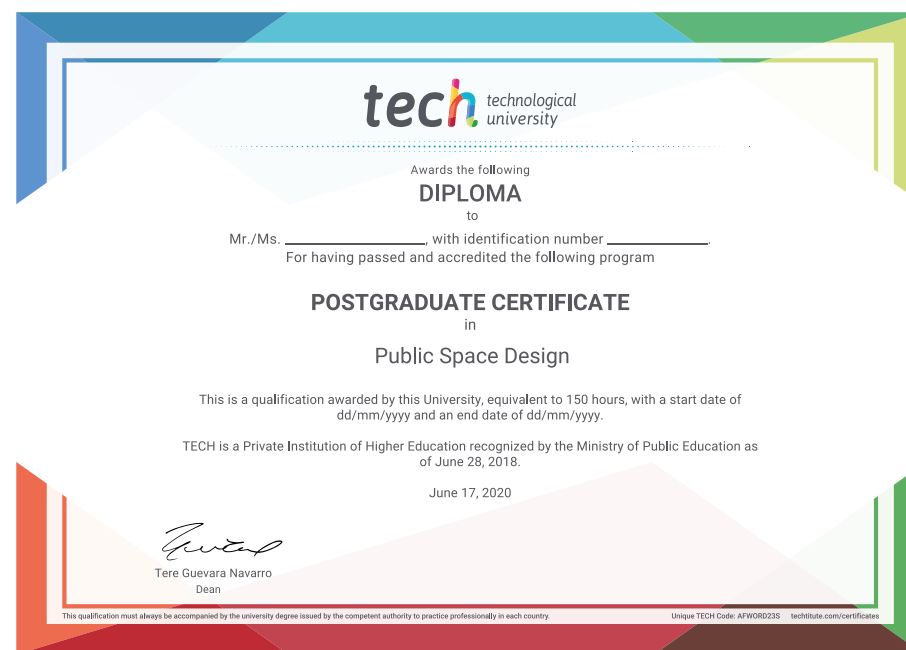 tech technological
university
Awards the following
DIPLOMA
to
Mr./Ms. ____________________, with identification number ______________.
For having passed and accredited the following program
POSTGRADUATE CERTIFICATE
in
Public Space Design
This is a qualification awarded by this University, equivalent to 150 hours, with a start date of
dd/mm/yyyy and an end date of dd/mm/yyyy.
TECH is a Private Institution of Higher Education recognized by the Ministry of Public Education as
of June 28, 2018.
June 17, 2020
Tere Guevara Navarro
Dean
This qualification must always be accompanied by the university degree issued by the competent authority to practice professionally in each country. Unique TECH Code: AFWORD23S techtitute.com/certificates